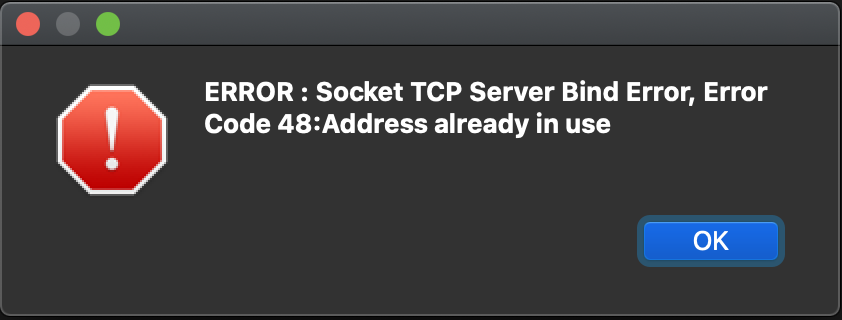 ERROR : Socket TCP Server Bind Error, Error
Code 48:Address already in use
OK